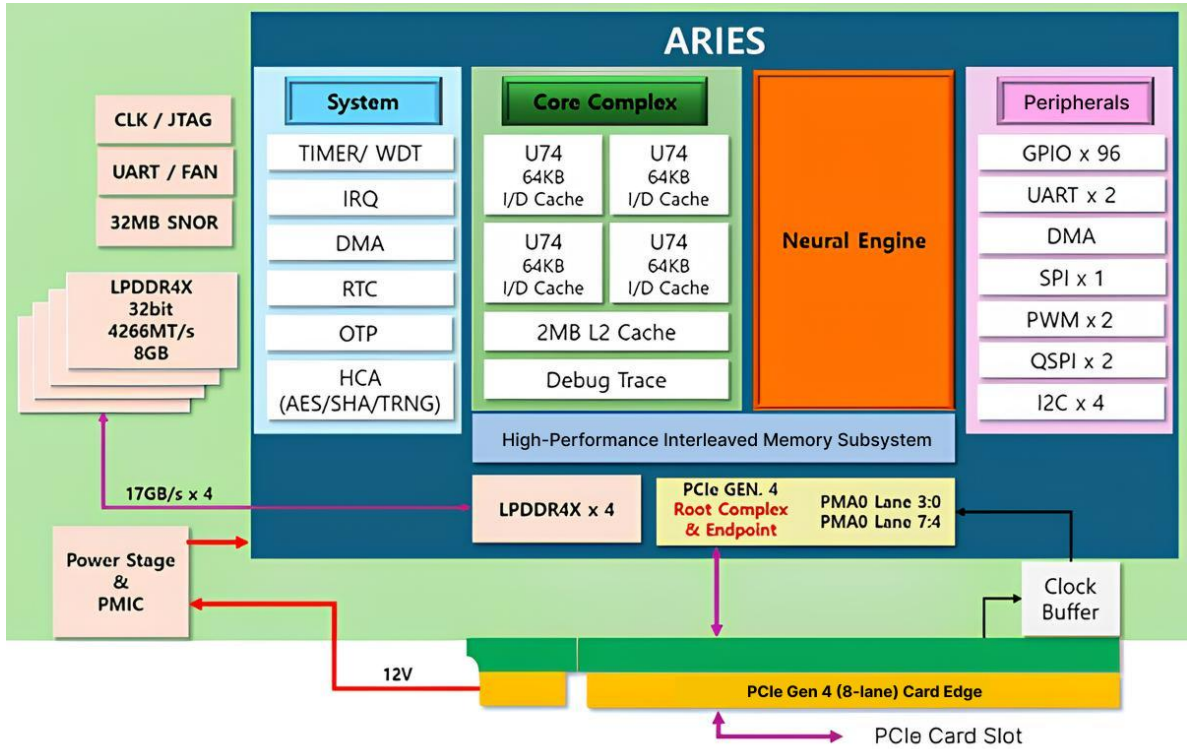 ARIES
CLK / JTAG
UART / FAN
32MB SNOR
LPDDR4X
32bit
4266MT/s
8GB
17GB/s x 4
Power Stage
&
PMIC
12V
System
TIMER/ WDT
IRQ
DMA
RTC
OTP
HCA
(AES/SHA/TRNG)
Core Complex
U74
64KB
I/D Cache
U74
64KB
I/D Cache
U74
64KB
I/D Cache
U74
64KB
I/D Cache
2MB L2 Cache
Debug Trace
Neural Engine
Peripherals
GPIO x 96
UART x 2
DMA
SPI x 1
PWM x 2
QSPI x 2
I2C x 4
High-Performance Interleaved Memory Subsystem
LPDDR4X x 4
PCIe GEN. 4
Root Complex
& Endpoint
PMA0 Lane 3:0
PMA0 Lane 7:4
Clock
Buffer
PCIe Gen 4 (8-lane) Card Edge
PCIe Card Slot